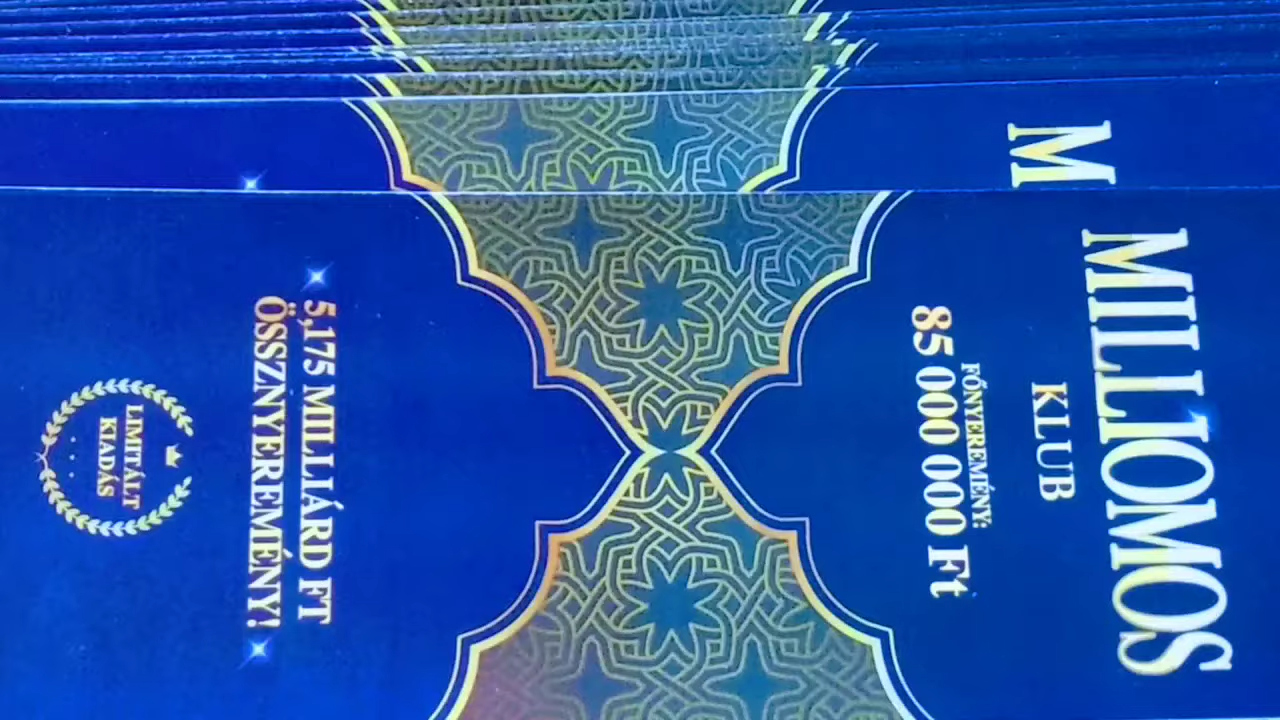 M
MILLIOMOS
KLUB
FŐNYEREMÉNY:
85 000 000 Ft
5,175 MILLIÁRD FT
ÖSSZNYEREMÉNY!
LIMITÁLT
KIADÁS